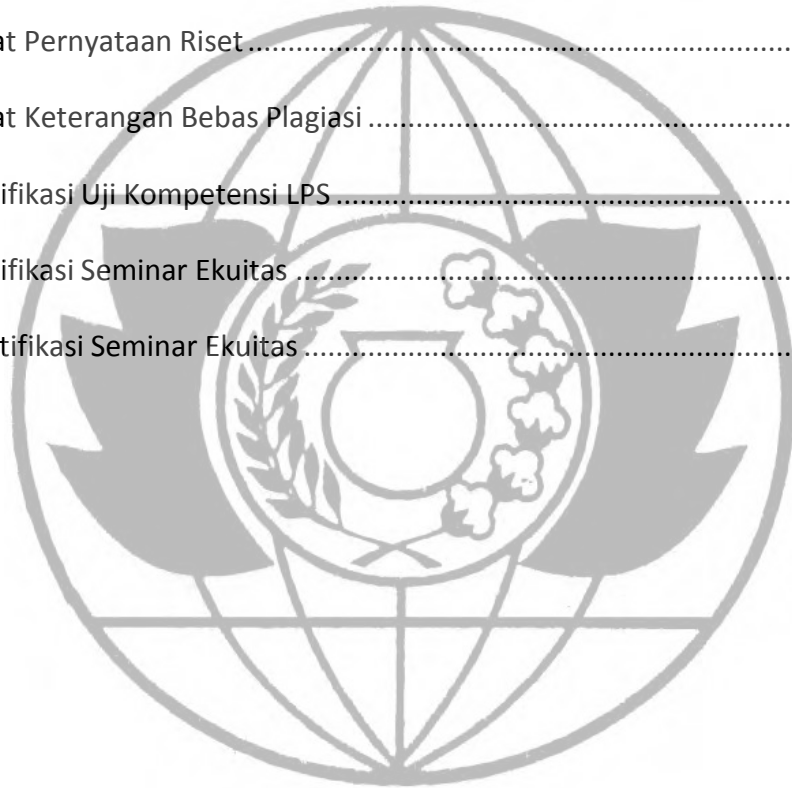 at Pernyataan Riset........................................................................
at Keterangan Bebas Plagiasi.......................................................
ifikasi Uji Kompetensi LPS...........................................................
ifikasi Seminar Ekuitas................................................................
tifikasi Seminar Ekuitas...............................................................